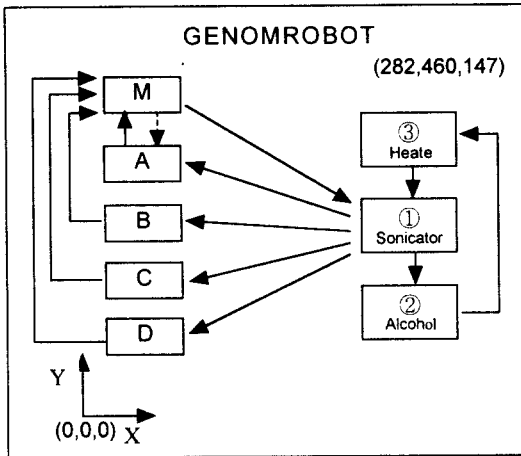 GENOMROBOT
(282,460,147)
M
A
B
C
D
③
Heate
①
Sonicator
②
Alcohol
Y
(0,0,0)
X